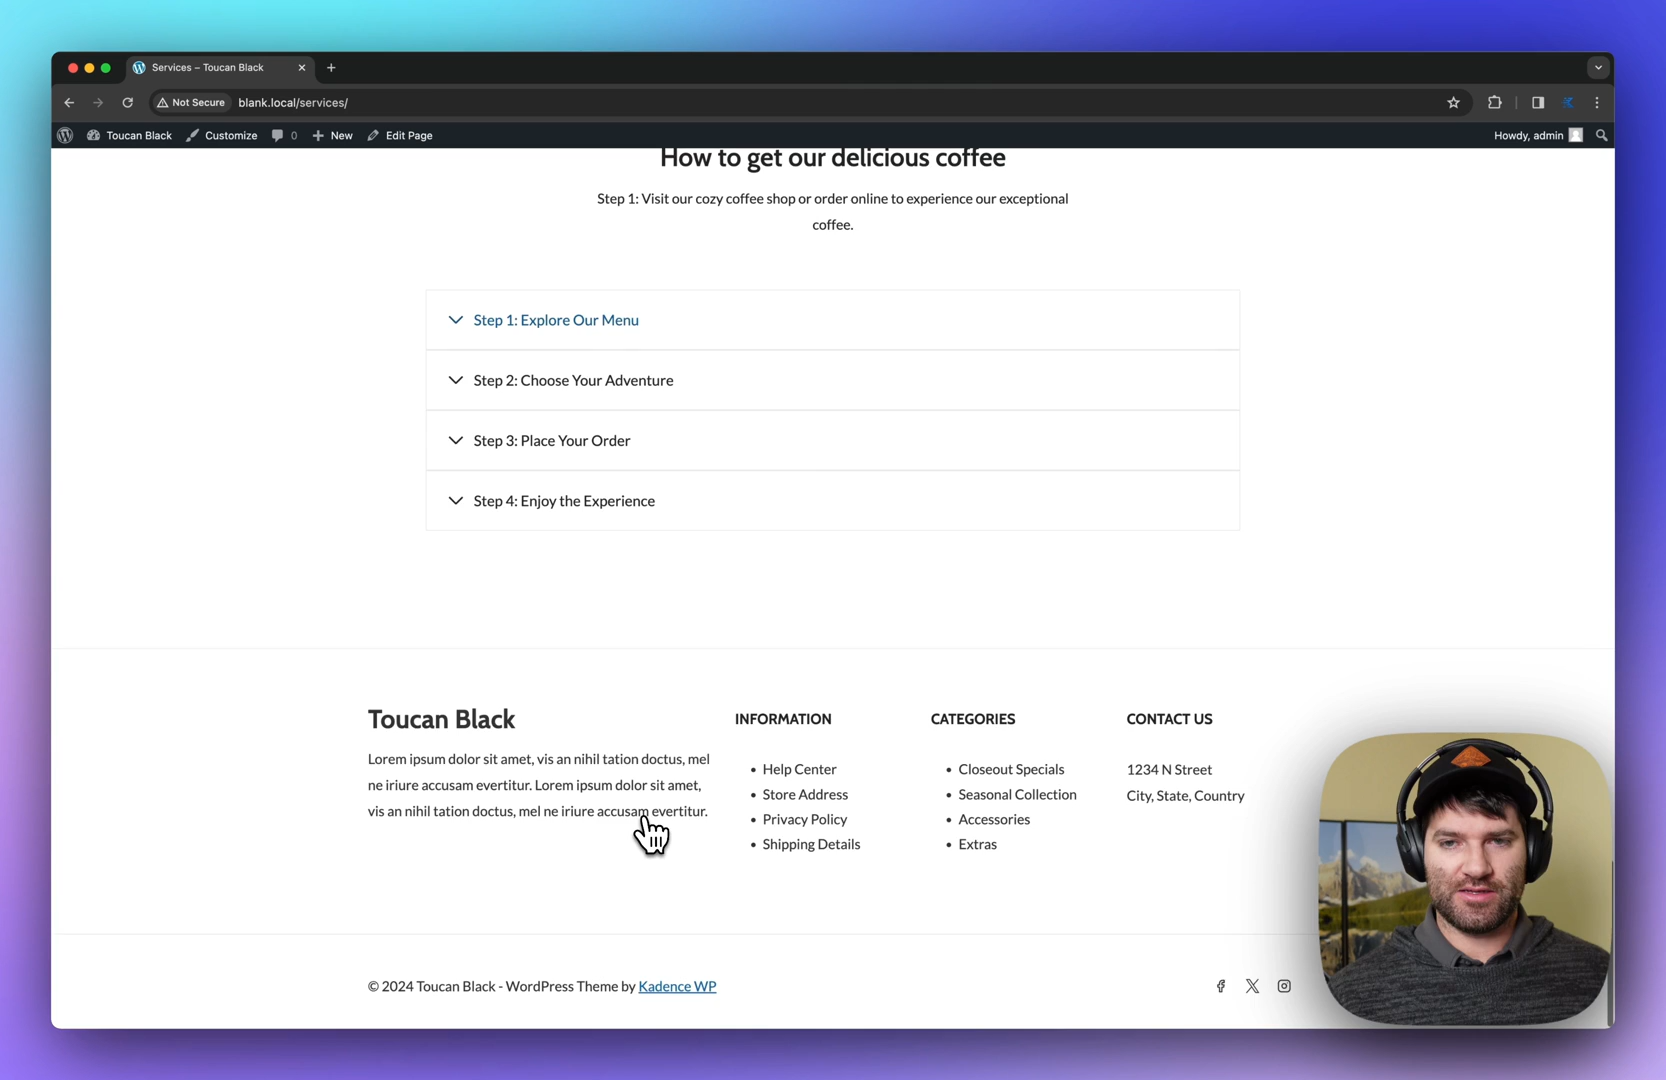 Services – Toucan Black
Not Secure
blank.local/services/
Toucan Black
Customize
0
New
Edit Page
Howdy, admin
How to get our delicious coffee
Step 1: Visit our cozy coffee shop or order online to experience our exceptional
coffee.
Step 1: Explore Our Menu
Step 2: Choose Your Adventure
Step 3: Place Your Order
Step 4: Enjoy the Experience
Toucan Black
Lorem ipsum dolor sit amet, vis an nihil tation doctus, mel
ne iriure accusam evertitur. Lorem ipsum dolor sit amet,
vis an nihil tation doctus, mel ne iriure accusam evertitur.
INFORMATION
Help Center
Store Address
Privacy Policy
Shipping Details
CATEGORIES
Closeout Specials
Seasonal Collection
Accessories
Extras
CONTACT US
1234 N Street
City, State, Country
© 2024 Toucan Black - WordPress Theme by Kadence WP